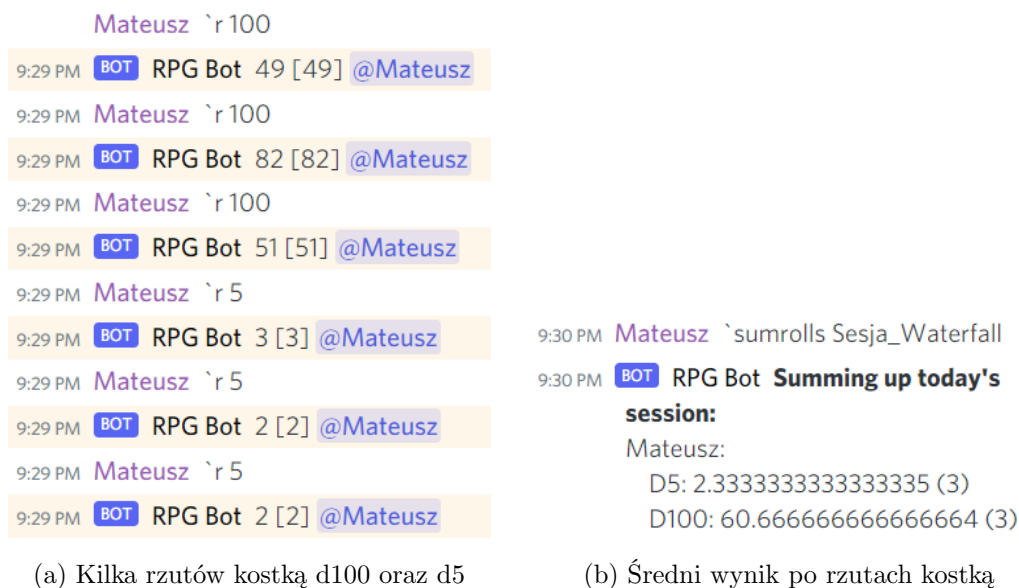 Mateusz `r 100
9:29 PM BOT RPG Bot 49 [49] @Mateusz
9:29 PM Mateusz `r 100
9:29 PM BOT RPG Bot 82 [82] @Mateusz
9:29 PM Mateusz `r 100
9:29 PM BOT RPG Bot 51 [51] @Mateusz
9:29 PM Mateusz `r 5
9:29 PM BOT RPG Bot 3 [3] @Mateusz
9:29 PM Mateusz `r 5
9:29 PM BOT RPG Bot 2 [2] @Mateusz
9:29 PM Mateusz `r 5
9:29 PM BOT RPG Bot 2 [2] @Mateusz
(a) Kilka rzutów kostką d100 oraz d5
9:30 PM Mateusz `sumrolls Sesja_Waterfall
9:30 PM BOT RPG Bot Summing up today's
session:
Mateusz:
D5: 2.3333333333333335 (3)
D100: 60.666666666666664 (3)
(b) Średni wynik po rzutach kostką